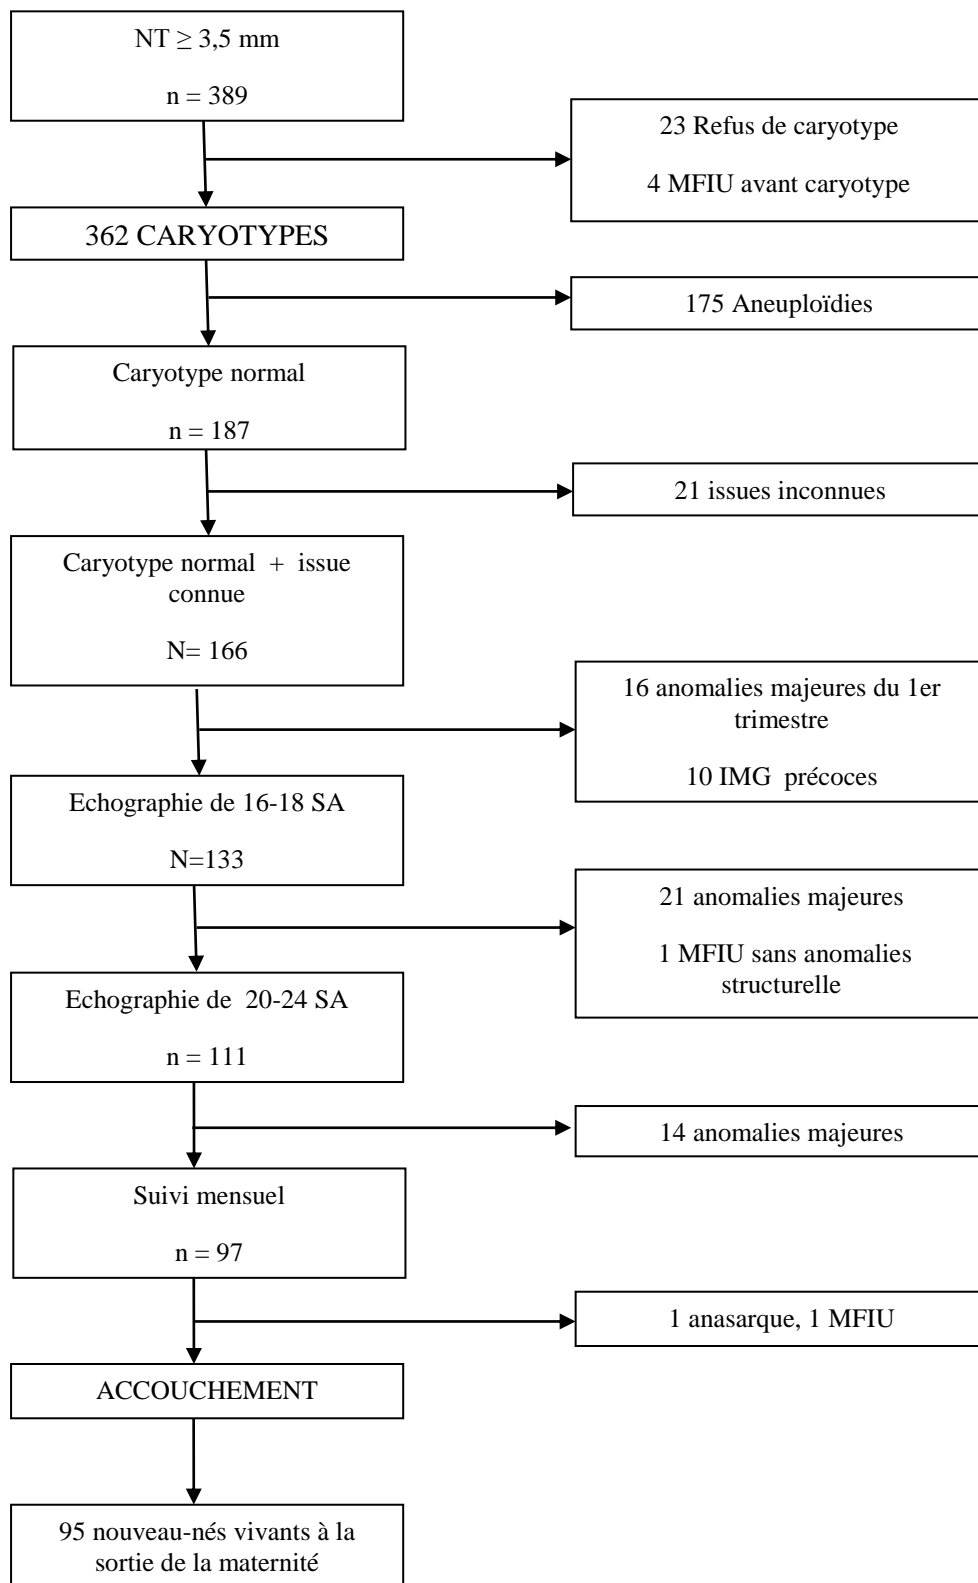 NT ≥ 3,5 mm
n = 389
23 Refus de caryotype
4 MFIU avant caryotype
362 CARYOTYPES
175 Aneuploïdies
Caryotype normal
n = 187
21 issues inconnues
Caryotype normal + issue
connue
N= 166
16 anomalies majeures du 1er
trimestre
10 IMG précoces
Echographie de 16-18 SA
N=133
21 anomalies majeures
1 MFIU sans anomalies
structurelle
Echographie de 20-24 SA
n = 111
14 anomalies majeures
Suivi mensuel
n = 97
1 anasarque, 1 MFIU
ACCOUCHEMENT
95 nouveau-nés vivants à la
sortie de la maternité